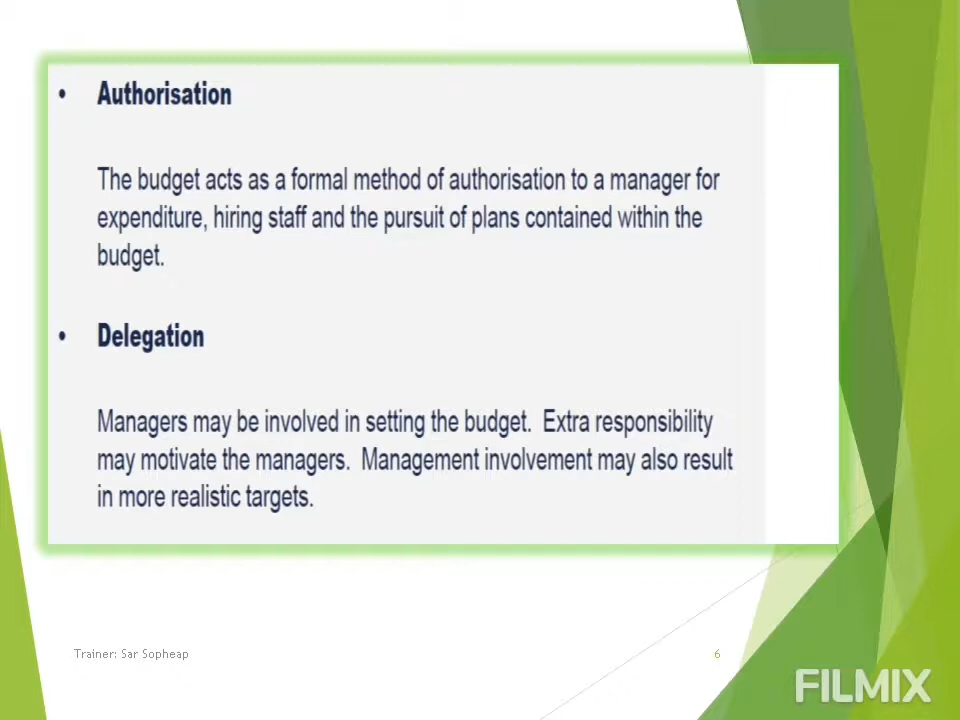 • Authorisation
The budget acts as a formal method of authorisation to a manager for
expenditure, hiring staff and the pursuit of plans contained within the
budget.
• Delegation
Managers may be involved in setting the budget. Extra responsibility
may motivate the managers. Management involvement may also result
in more realistic targets.
Trainer: Sar Sopheap
6
FILMIX